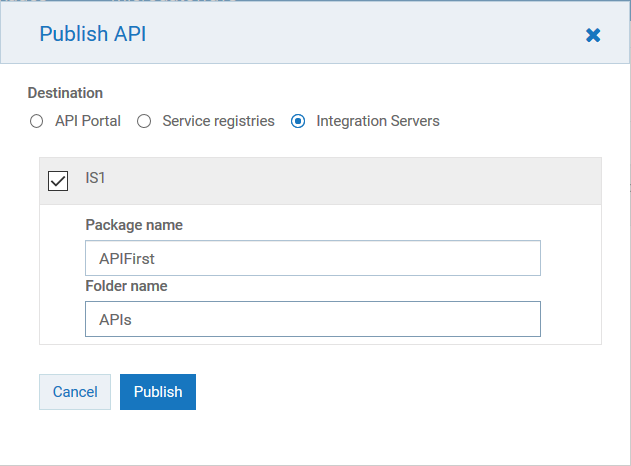 Publish API
Destination
API Portal Service registries Integration Servers
IS1
Package name
APIFirst
Folder name
APIs
Cancel Publish